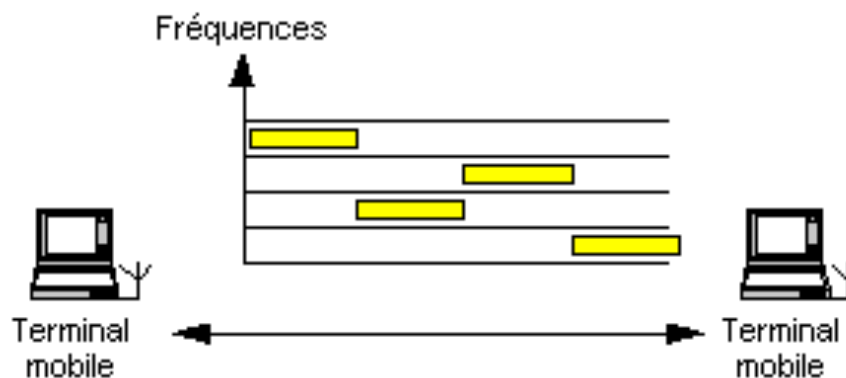 Fréquences
Terminal
mobile
Terminal
mobile